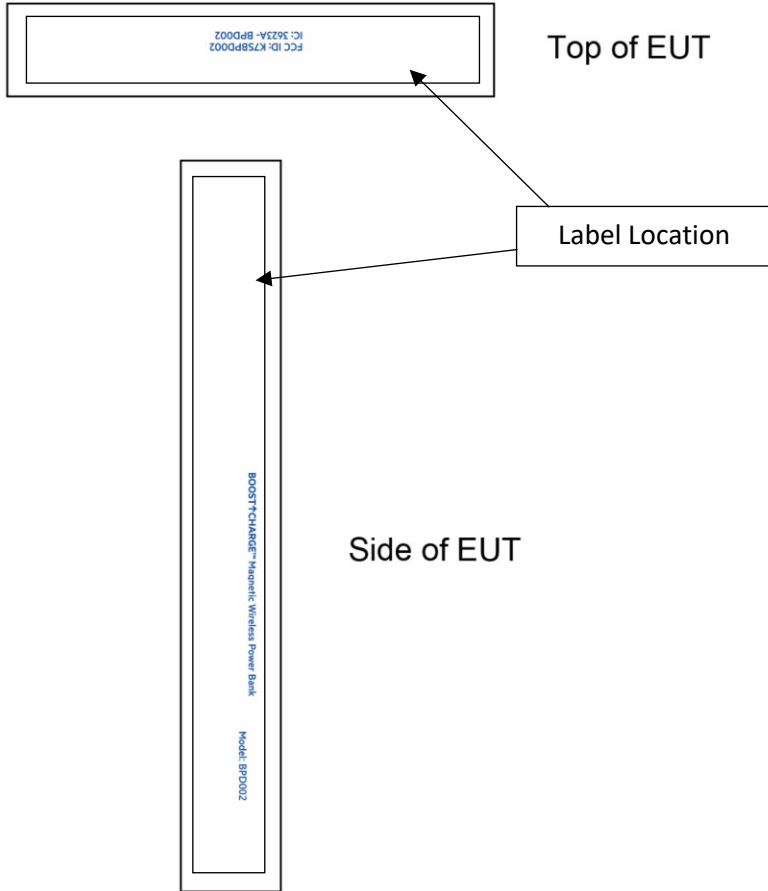 FCC ID: K7SBPD002
IC: 3623A- BPD002
Top of EUT
Label Location
BOOST↑CHARGE™ Magnetic Wireless Power Bank
Model: BPD002
Side of EUT